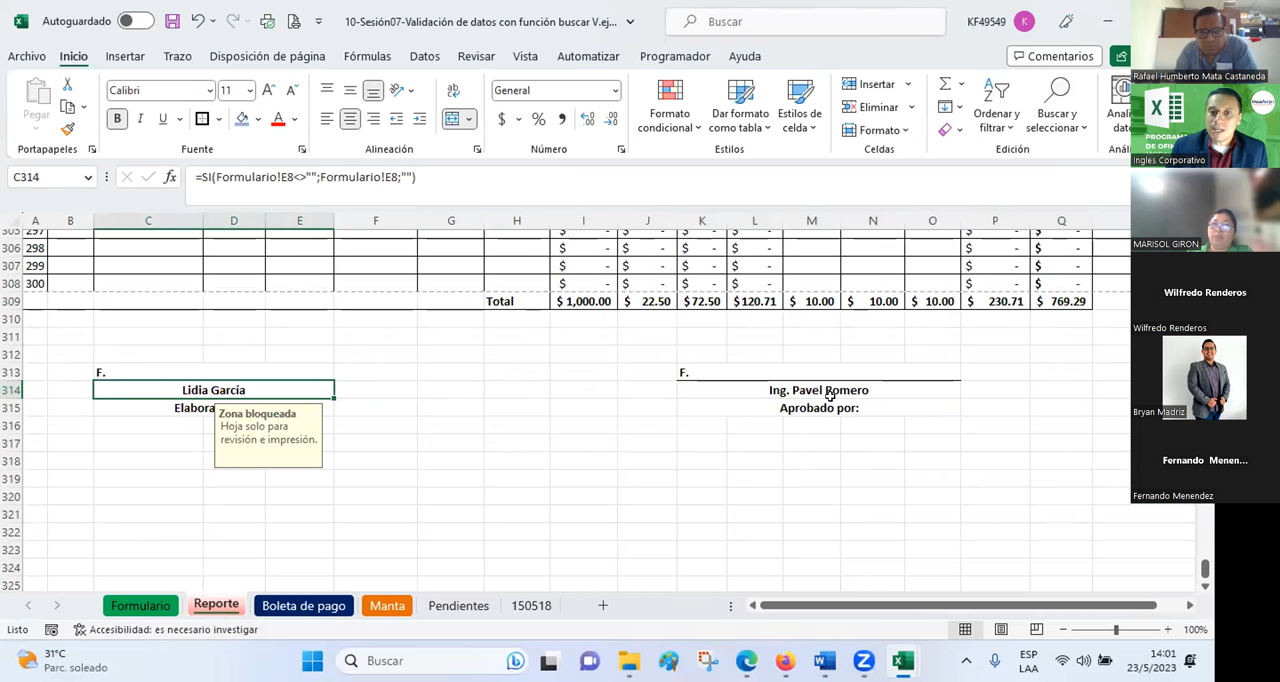 Autoguardado
10-Sesión07-Validación de datos con función buscar V.ej...
Buscar
KF49549
K
Archivo Inicio Insertar Trazo Disposición de página Fórmulas Datos Revisar Vista Automatizar Programador Ayuda
Comentarios
Pegar
Portapapeles
Calibri
11
Fuente
Alineación
General
Número
Formato condicional
Dar formato como tabla
Estilos de celda
Estilos
Insertar
Eliminar
Formato
Celdas
Ordenar y filtrar
Buscar y seleccionar
Edición
C314
=SI(Formulario!E8<>"";Formulario!E8;"")
A B C D E F G H I J K L M N O P Q
305 297 $ - $ - $ - $ - $ - $ -
306 298 $ - $ - $ - $ - $ - $ -
307 299 $ - $ - $ - $ - $ - $ -
308 300 $ - $ - $ - $ - $ - $ -
309 Total $ 1,000.00 $ 22.50 $ 72.50 $ 120.71 $ 10.00 $ 10.00 $ 10.00 $ 230.71 $ 769.29
310
311
312
313 F. F.
314 Lidia García Ing. Pavel Romero
315 Elabora Aprobado por:
Zona bloqueada
Hoja solo para
revisión e impresión.
316
317
318
319
320
321
322
323
324
325
Formulario Reporte Boleta de pago Manta Pendientes 150518
Listo
Accesibilidad: es necesario investigar
100%
31°C
Parc. soleado
Buscar
ESP
LAA
14:01
23/5/2023
Rafael Humberto Mata Castaneda
Ingles Corporativo
MARISOL GIRON
Wilfredo Renderos
Wilfredo Renderos
Bryan Madriz
Fernando Menen...
Fernando Menendez